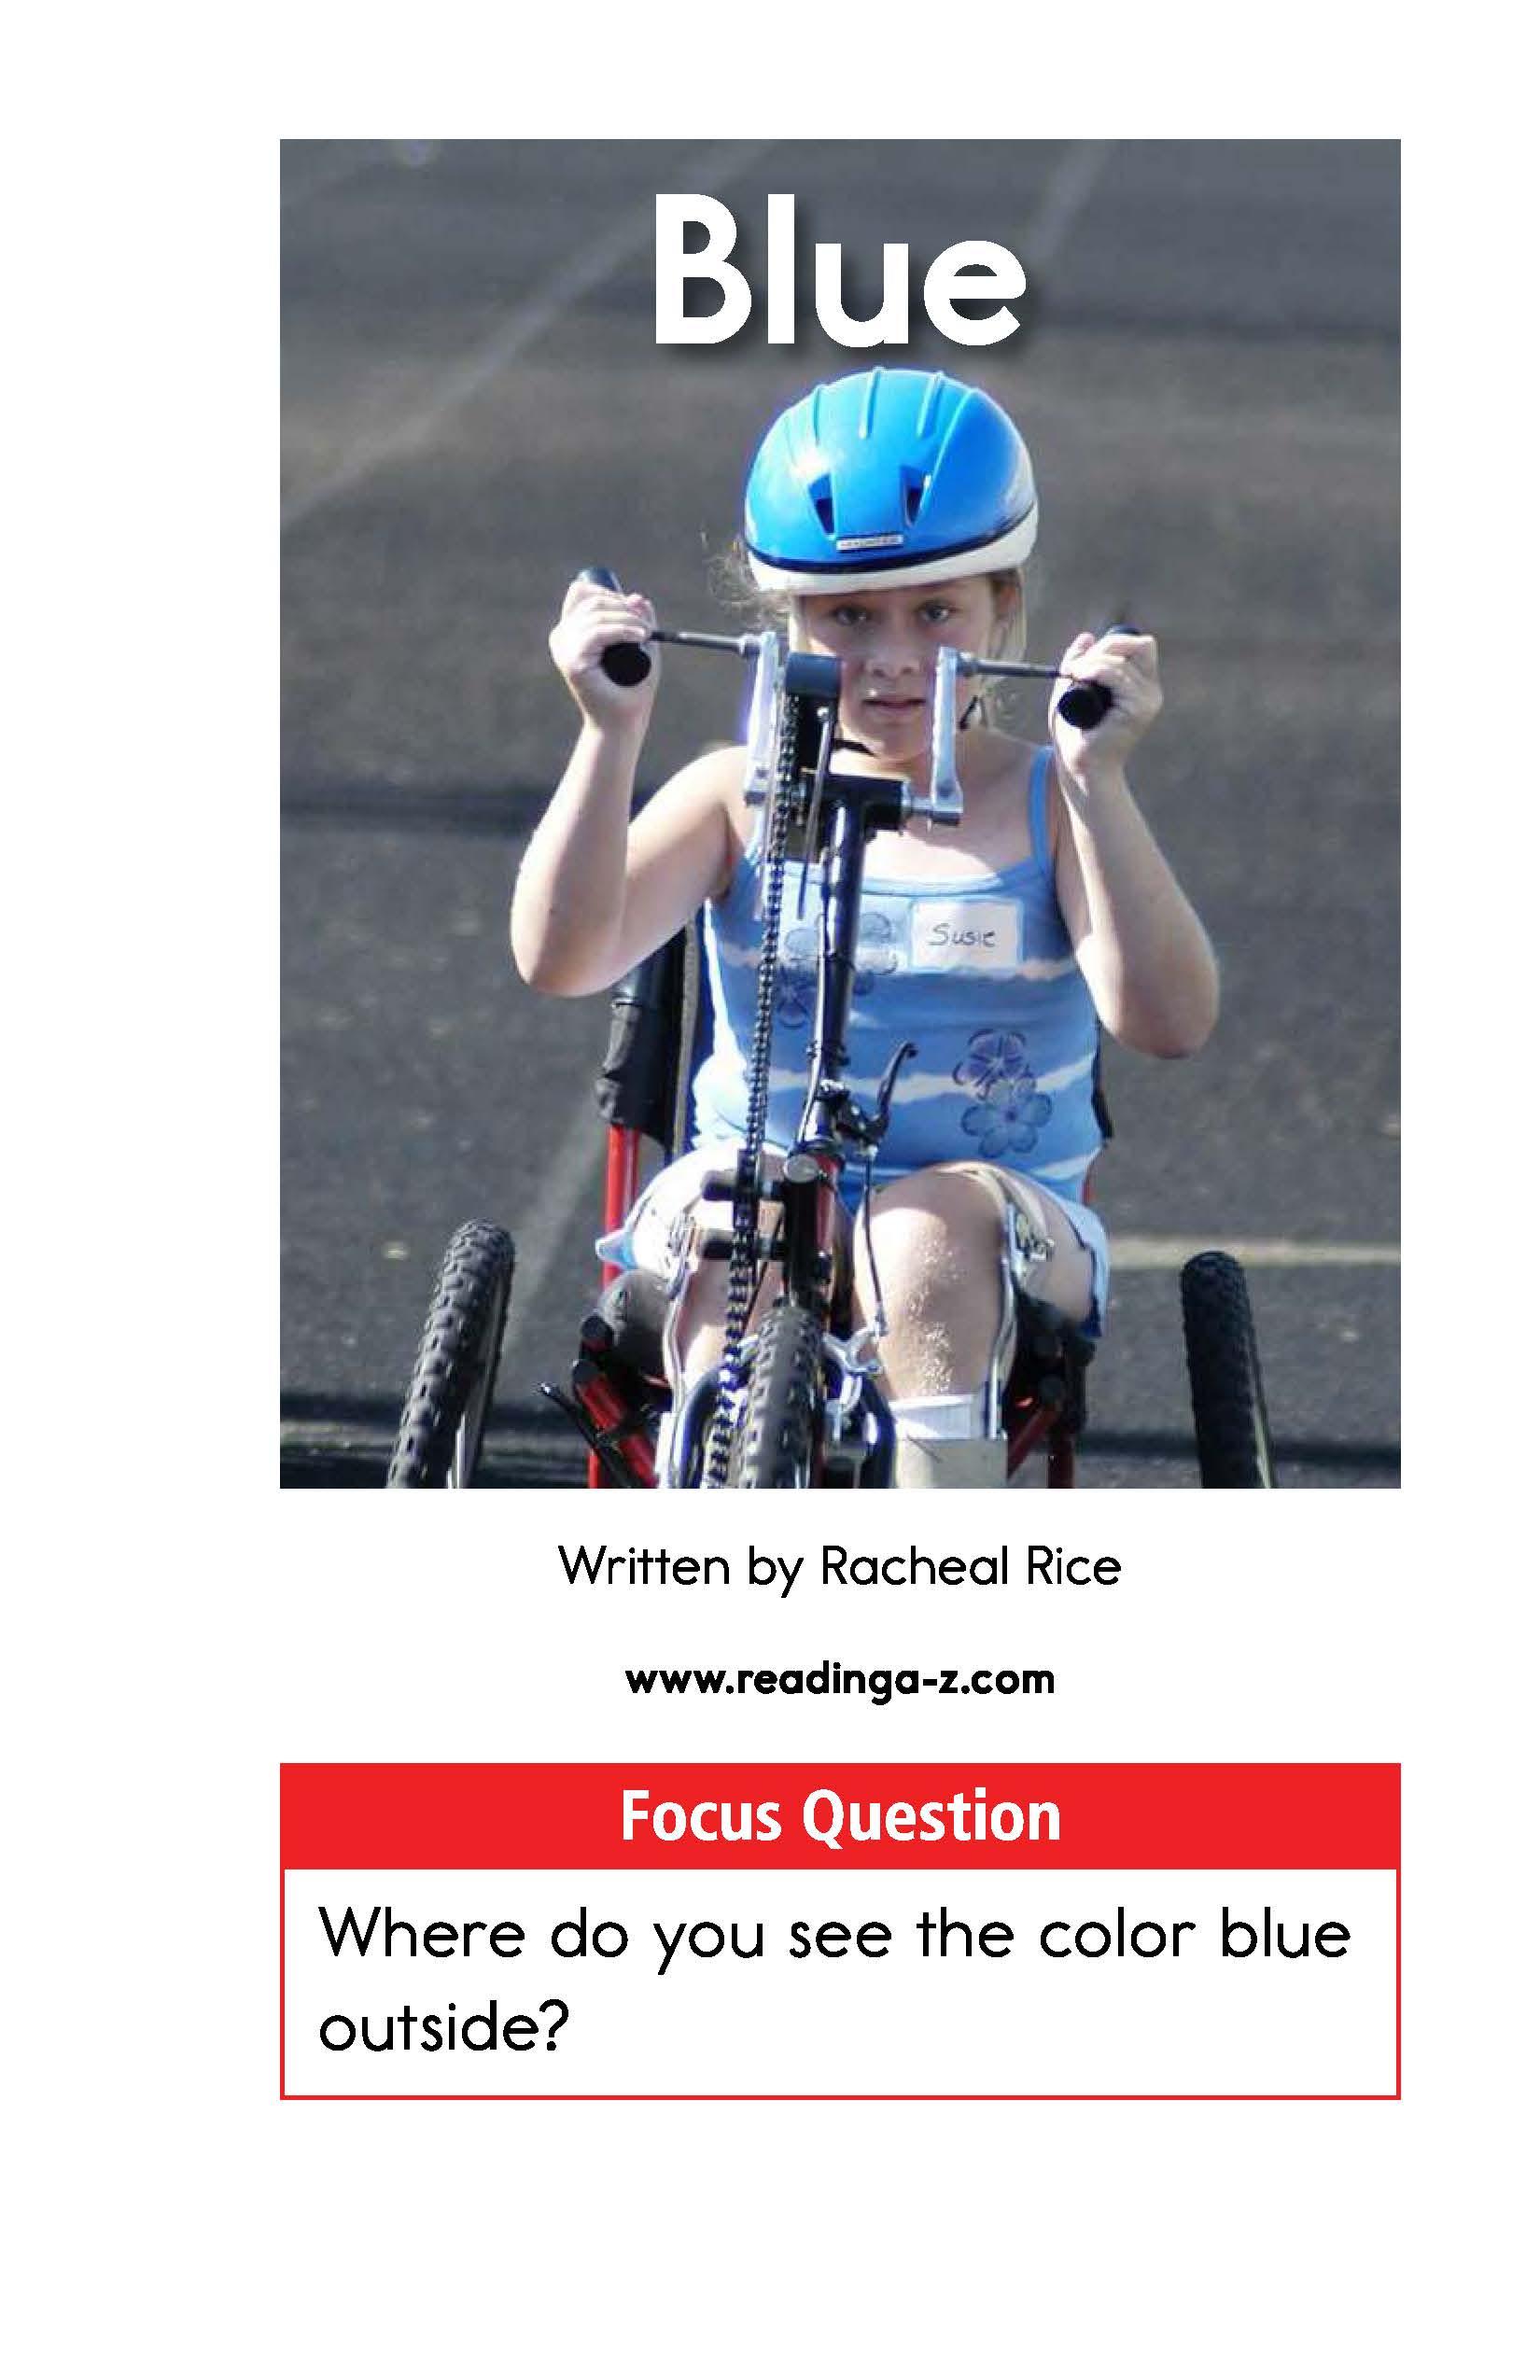 Blue
Susie
Written by Racheal Rice
www.readinga-z.com
Focus Question
Where do you see the color blue
outside?